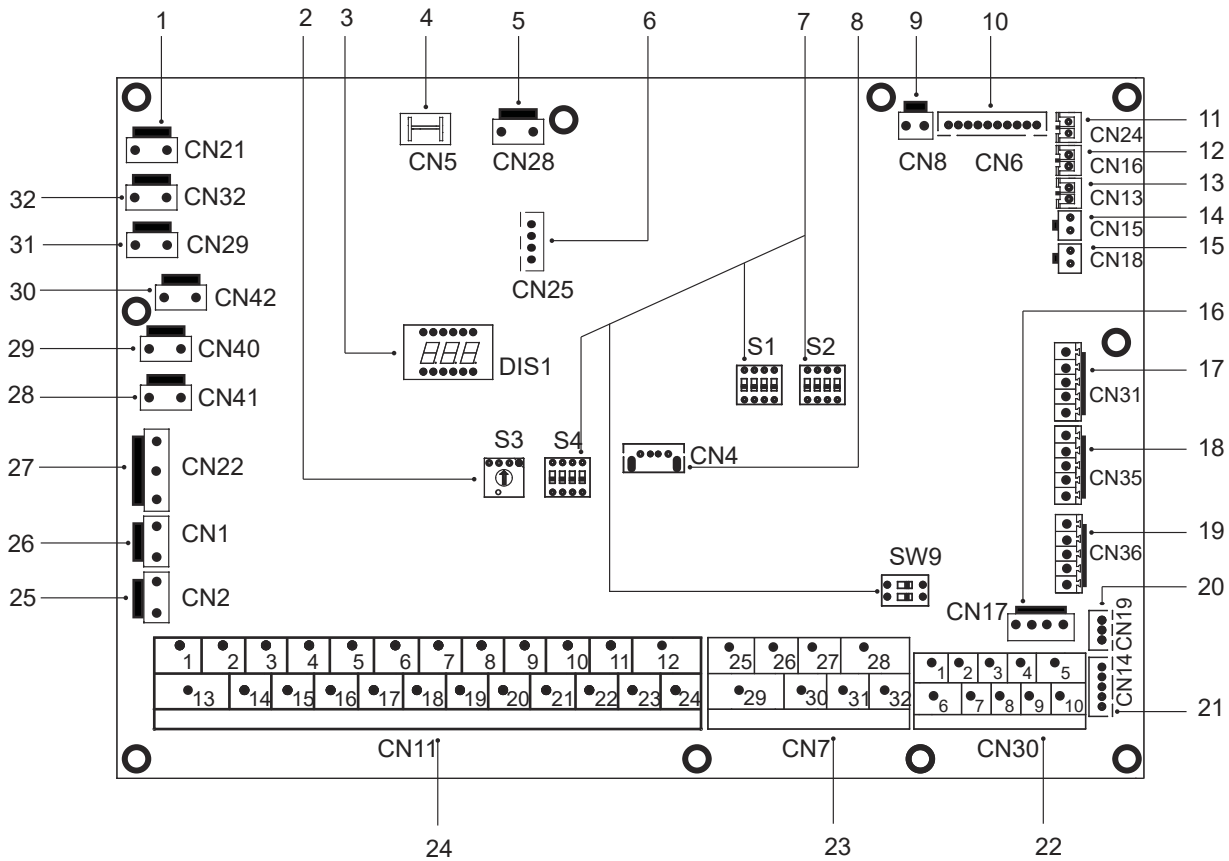 1 2 3 4 5 6 7 8 9 10
CN21
CN5
CN28
CN8
CN6
CN24
11
CN16
12
CN13
13
CN15
14
CN18
15
32
CN32
31
CN29
CN25
30
CN42
16
29
CN40
DIS1
S1
S2
28
CN41
CN31
17
27
CN22
S3
S4
CN4
CN35
18
26
CN1
CN36
19
25
CN2
SW9
CN17
CN19
20
CN14
21
1 2 3 4 5 6 7 8 9 10 11 12
13 14 15 16 17 18 19 20 21 22 23 24
CN11
25 26 27 28
29 30 31 32
CN7
1 2 3 4 5
6 7 8 9 10
CN30
24
23
22